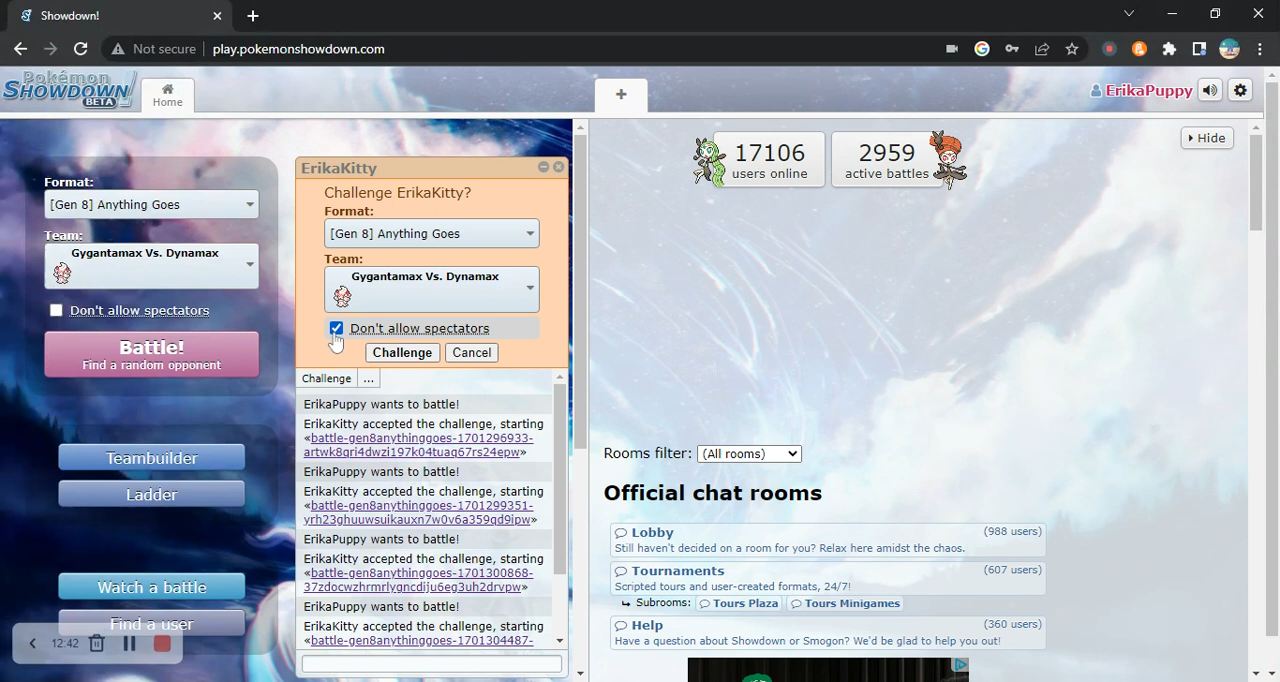 Showdown!
Not secure
play.pokemonshowdown.com
Pokémon
SHOWDOWN
BETA
Home
ErikaPuppy
Format:
[Gen 8] Anything Goes
Team:
Gygantamax Vs. Dynamax
Don't allow spectators
Battle!
Find a random opponent
Teambuilder
Ladder
Watch a battle
Find a user
12:42
ErikaKitty
Challenge ErikaKitty?
Format:
[Gen 8] Anything Goes
Team:
Gygantamax Vs. Dynamax
Don't allow spectators
Challenge
Cancel
Challenge
...
ErikaPuppy wants to battle!
ErikaKitty accepted the challenge, starting
«battle-gen8anythinggoes-1701296933-
artwk8qri4dwzi197k04tuaq67rs24epw»
ErikaPuppy wants to battle!
ErikaKitty accepted the challenge, starting
«battle-gen8anythinggoes-1701299351-
yrh23ghuuwsuikauxn7w0v6a359qd9ipw»
ErikaPuppy wants to battle!
ErikaKitty accepted the challenge, starting
«battle-gen8anythinggoes-1701300868-
37zdocwzhrmrlygncdiju6eg3uh2drvpw»
ErikaPuppy wants to battle!
ErikaKitty accepted the challenge, starting
«battle-gen8anythinggoes-1701304487-
17106
users online
2959
active battles
Hide
Rooms filter: (All rooms)
Official chat rooms
Lobby (988 users)
Still haven't decided on a room for you? Relax here amidst the chaos.
Tournaments (607 users)
Scripted tours and user-created formats, 24/7!
Subrooms: Tours Plaza Tours Minigames
Help (360 users)
Have a question about Showdown or Smogon? We'd be glad to help you out!